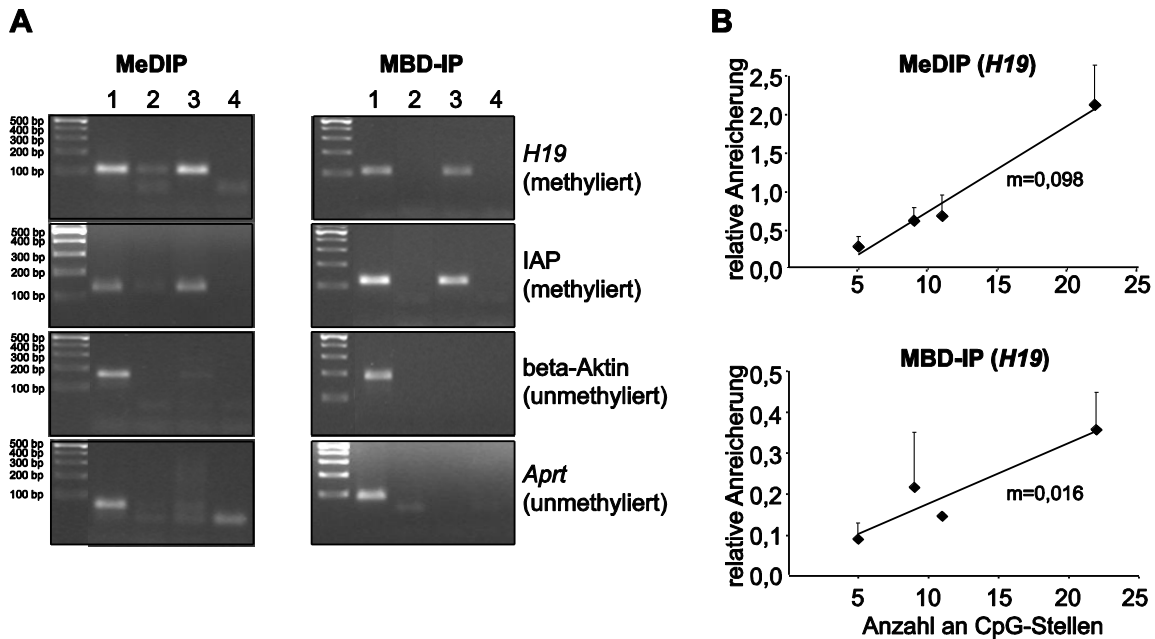 A
MeDIP
MBD-IP
1 2 3 4
1 2 3 4
500 bp
400 bp
300 bp
200 bp
100 bp
H19
(methyliert)
500 bp
400 bp
300 bp
200 bp
100 bp
IAP
(methyliert)
500 bp
400 bp
300 bp
200 bp
100 bp
beta-Aktin
(unmethyliert)
500 bp
400 bp
300 bp
200 bp
100 bp
Aprt
(unmethyliert)
B
MeDIP (H19)
relative Anreicherung
2,5
2,0
1,5
1,0
0,5
0,0
m=0,098
5 10 15 20 25
MBD-IP (H19)
relative Anreicherung
0,5
0,4
0,3
0,2
0,1
0,0
m=0,016
5 10 15 20 25
Anzahl an CpG-Stellen